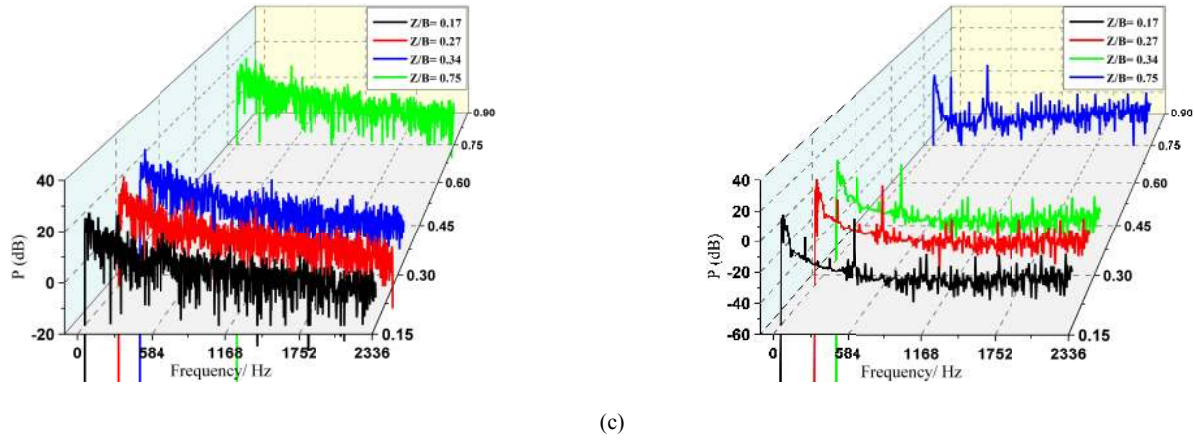 Z/B= 0.17
Z/B= 0.27
Z/B= 0.34
Z/B= 0.75
0.90
0.75
0.60
0.45
0.30
0.15
40
20
0
-20
P (dB)
0 584 1168 1752 2336
Frequency/ Hz
Z/B= 0.17
Z/B= 0.27
Z/B= 0.34
Z/B= 0.75
0.90
0.75
0.60
0.45
0.30
0.15
40
20
0
-20
-40
-60
P (dB)
0 584 1168 1752 2336
Frequency/ Hz
(c)